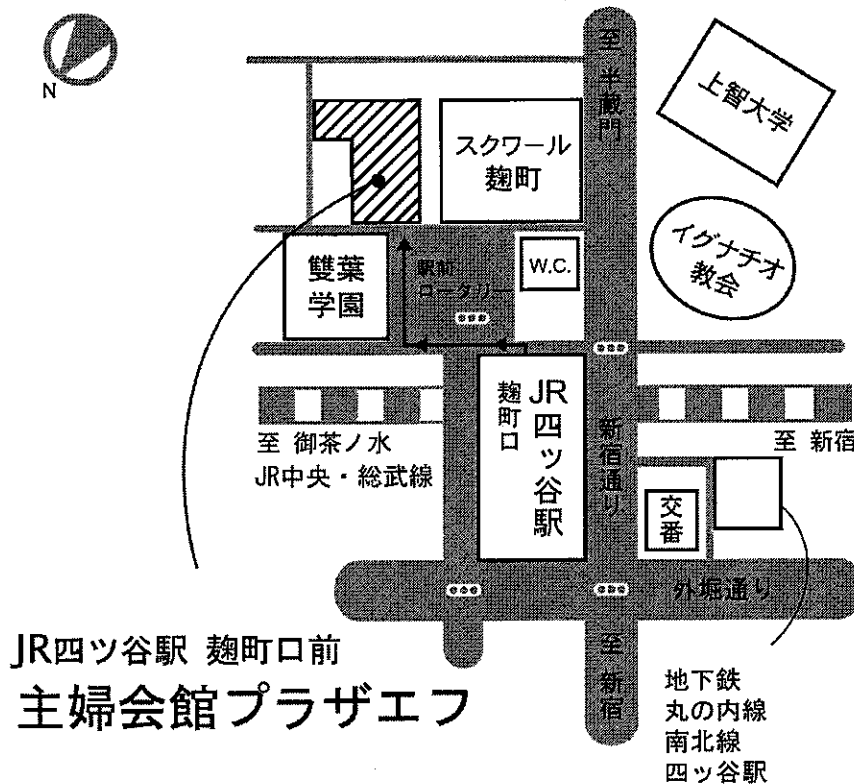 N
至 半蔵門
上智大学
スクワール
麹町
イグナチオ
教会
雙葉
学園
駅前
ロータリー
W.C.
麹町口
JR四ツ谷駅
新宿通り
至 御茶ノ水
JR中央・総武線
至 新宿
交番
外堀通り
至 新宿
JR四ツ谷駅 麹町口前
主婦会館プラザエフ
地下鉄
丸の内線
南北線
四ッ谷駅